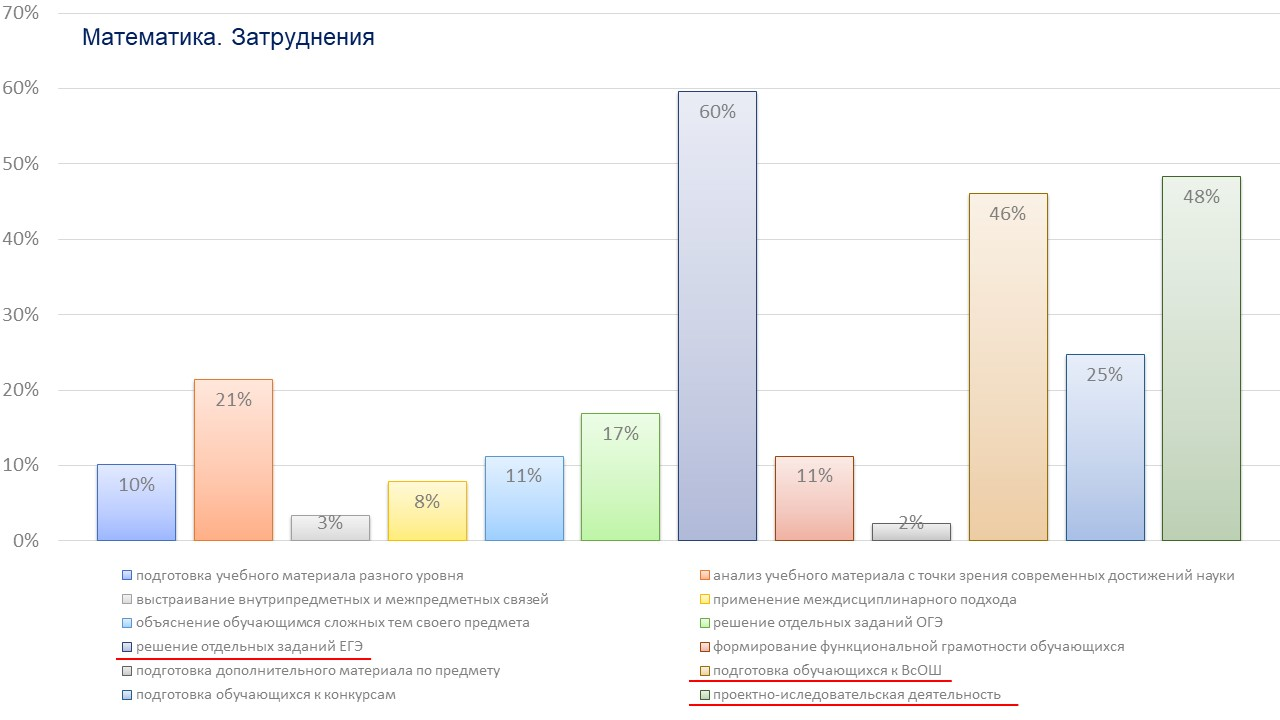 70%
Математика. Затруднения
60%
60%
50%
48%
46%
40%
30%
25%
21%
20%
17%
11%
11%
10%
10%
8%
3%
2%
0%
подготовка учебного материала разного уровня
анализ учебного материала с точки зрения современных достижений науки
выстраивание внутрипредметных и межпредметных связей
применение междисциплинарного подхода
объяснение обучающимся сложных тем своего предмета
решение отдельных заданий ОГЭ
решение отдельных заданий ЕГЭ
формирование функциональной грамотности обучающихся
подготовка дополнительного материала по предмету
подготовка обучающихся к ВсОШ
подготовка обучающихся к конкурсам
проектно-иследовательская деятельность